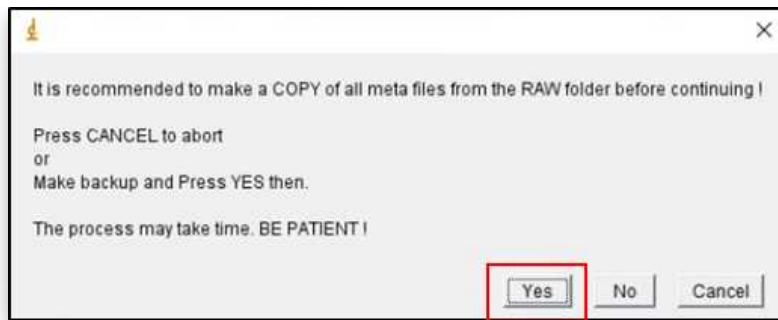 It is recommended to make a COPY of all meta files from the RAW folder before continuing !
Press CANCEL to abort
or
Make backup and Press YES then.
The process may take time. BE PATIENT !
Yes No Cancel